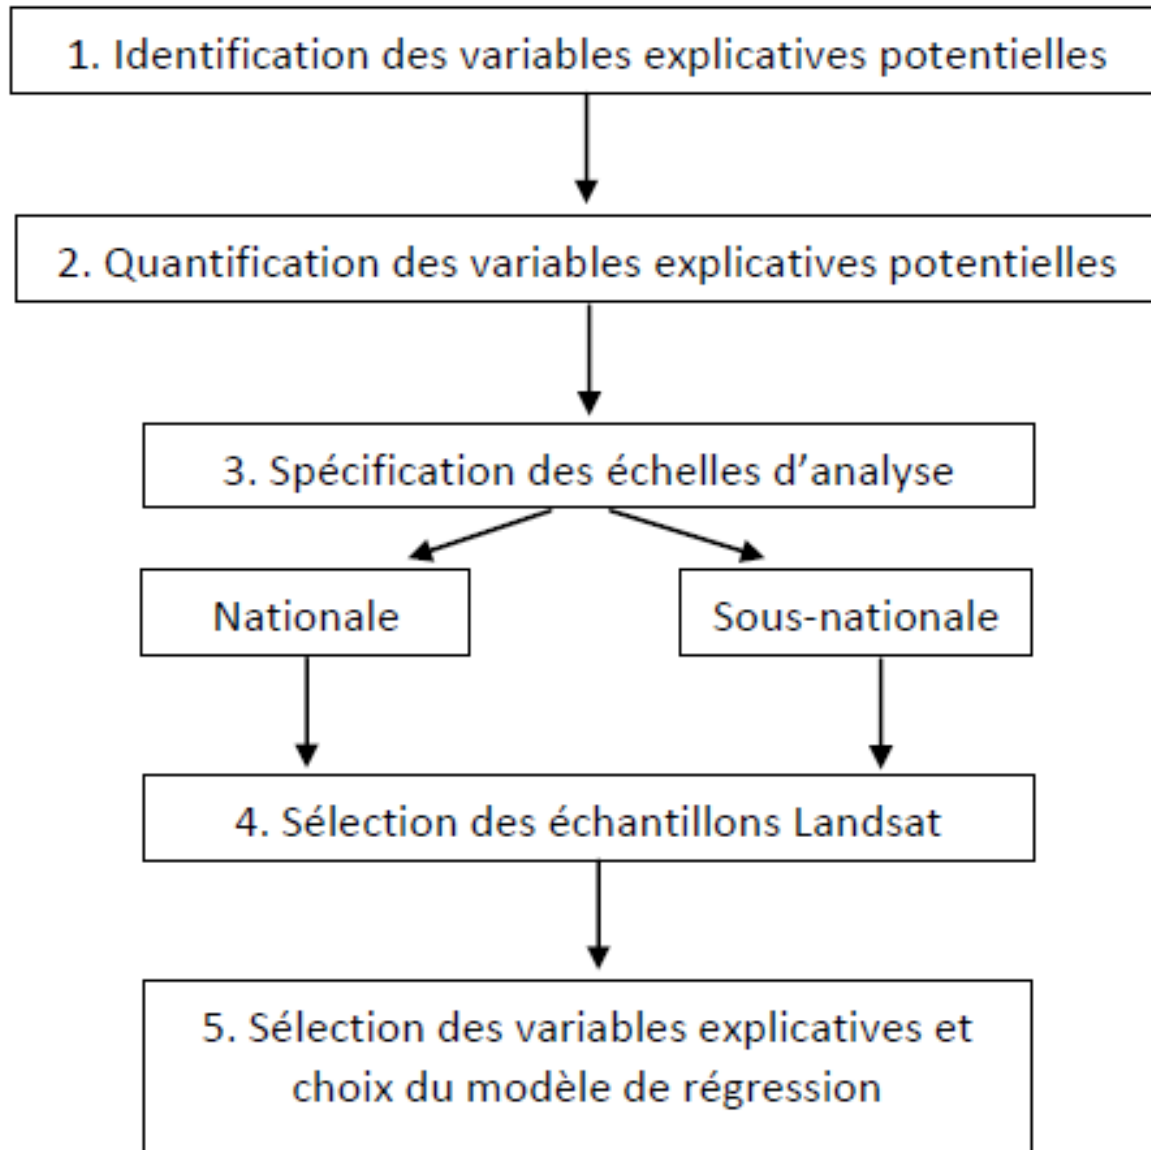 1. Identification des variables explicatives potentielles
2. Quantification des variables explicatives potentielles
3. Spécification des échelles d’analyse
Nationale
Sous-nationale
4. Sélection des échantillons Landsat
5. Sélection des variables explicatives et
choix du modèle de régression